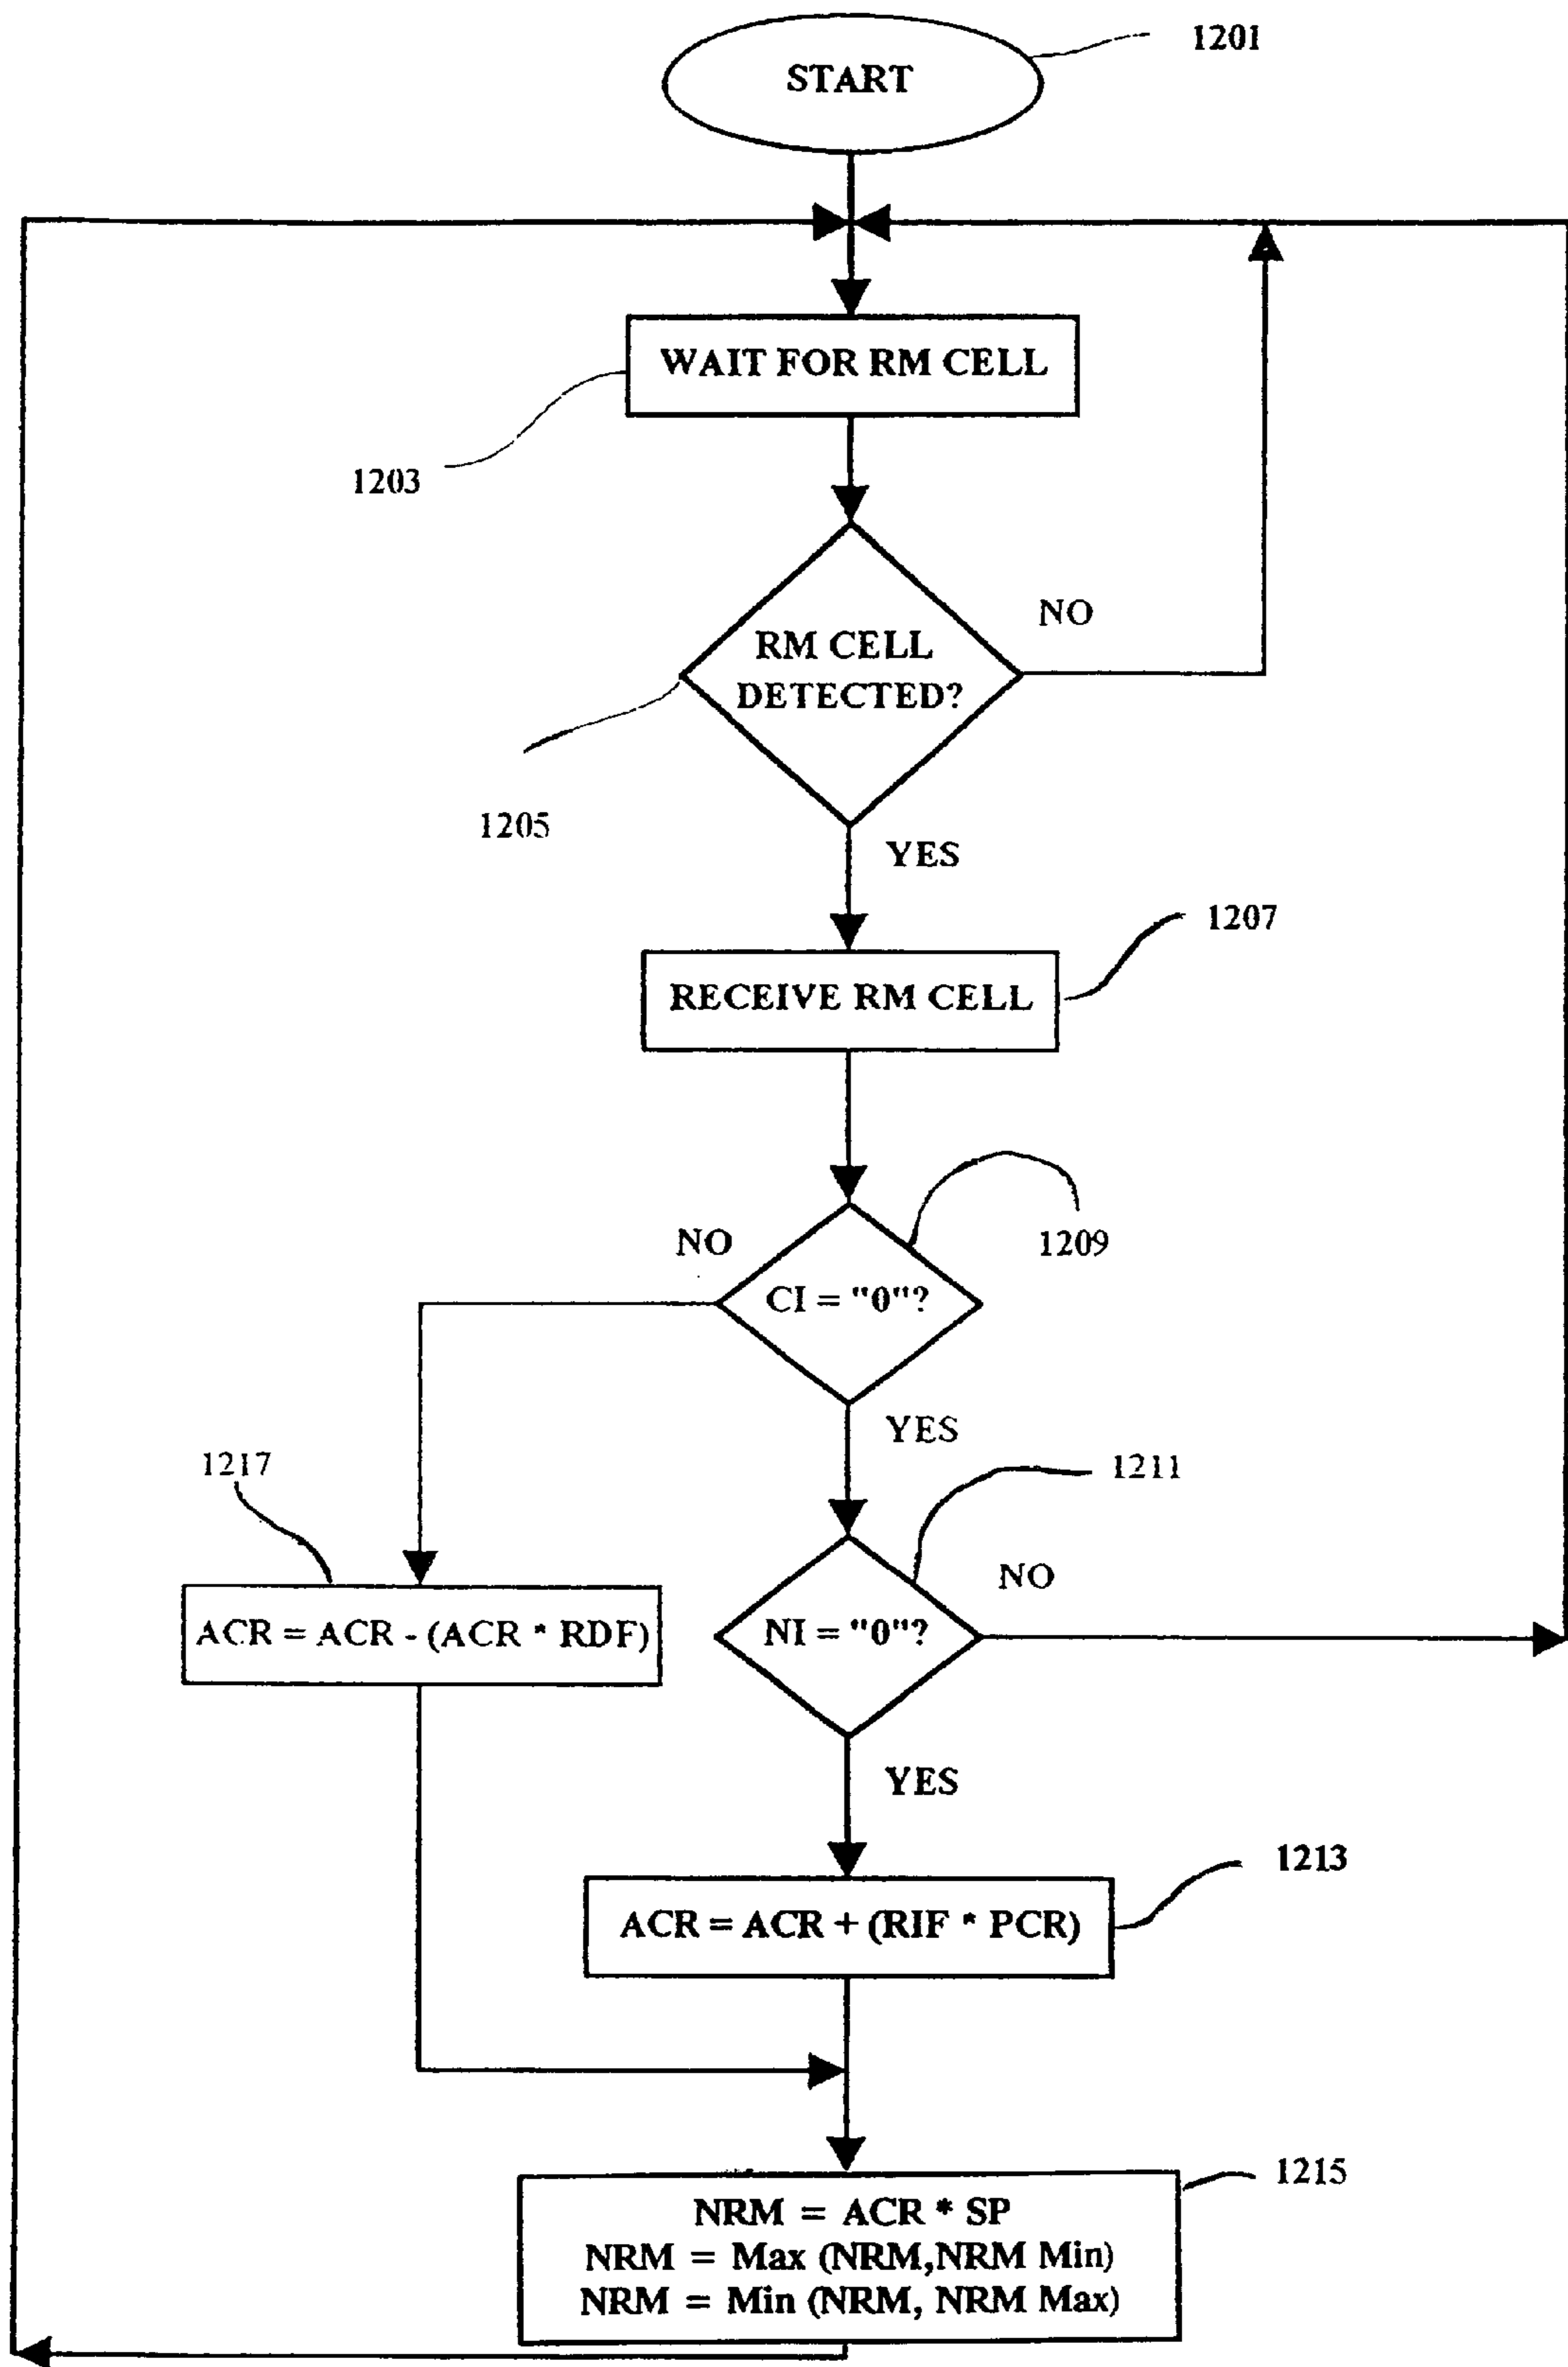 1201
START
WAIT FOR RM CELL
1203
NO
RM CELL
DETECTED?
1205
YES
1207
RECEIVE RM CELL
NO
1209
CI = "0"?
YES
1217
1211
NO
ACR = ACR - (ACR * RDF)
NI = "0"?
YES
1213
ACR = ACR + (RIF * PCR)
1215
NRM = ACR * SP
NRM = Max (NRM,NRM Min)
NRM = Min (NRM, NRM Max)